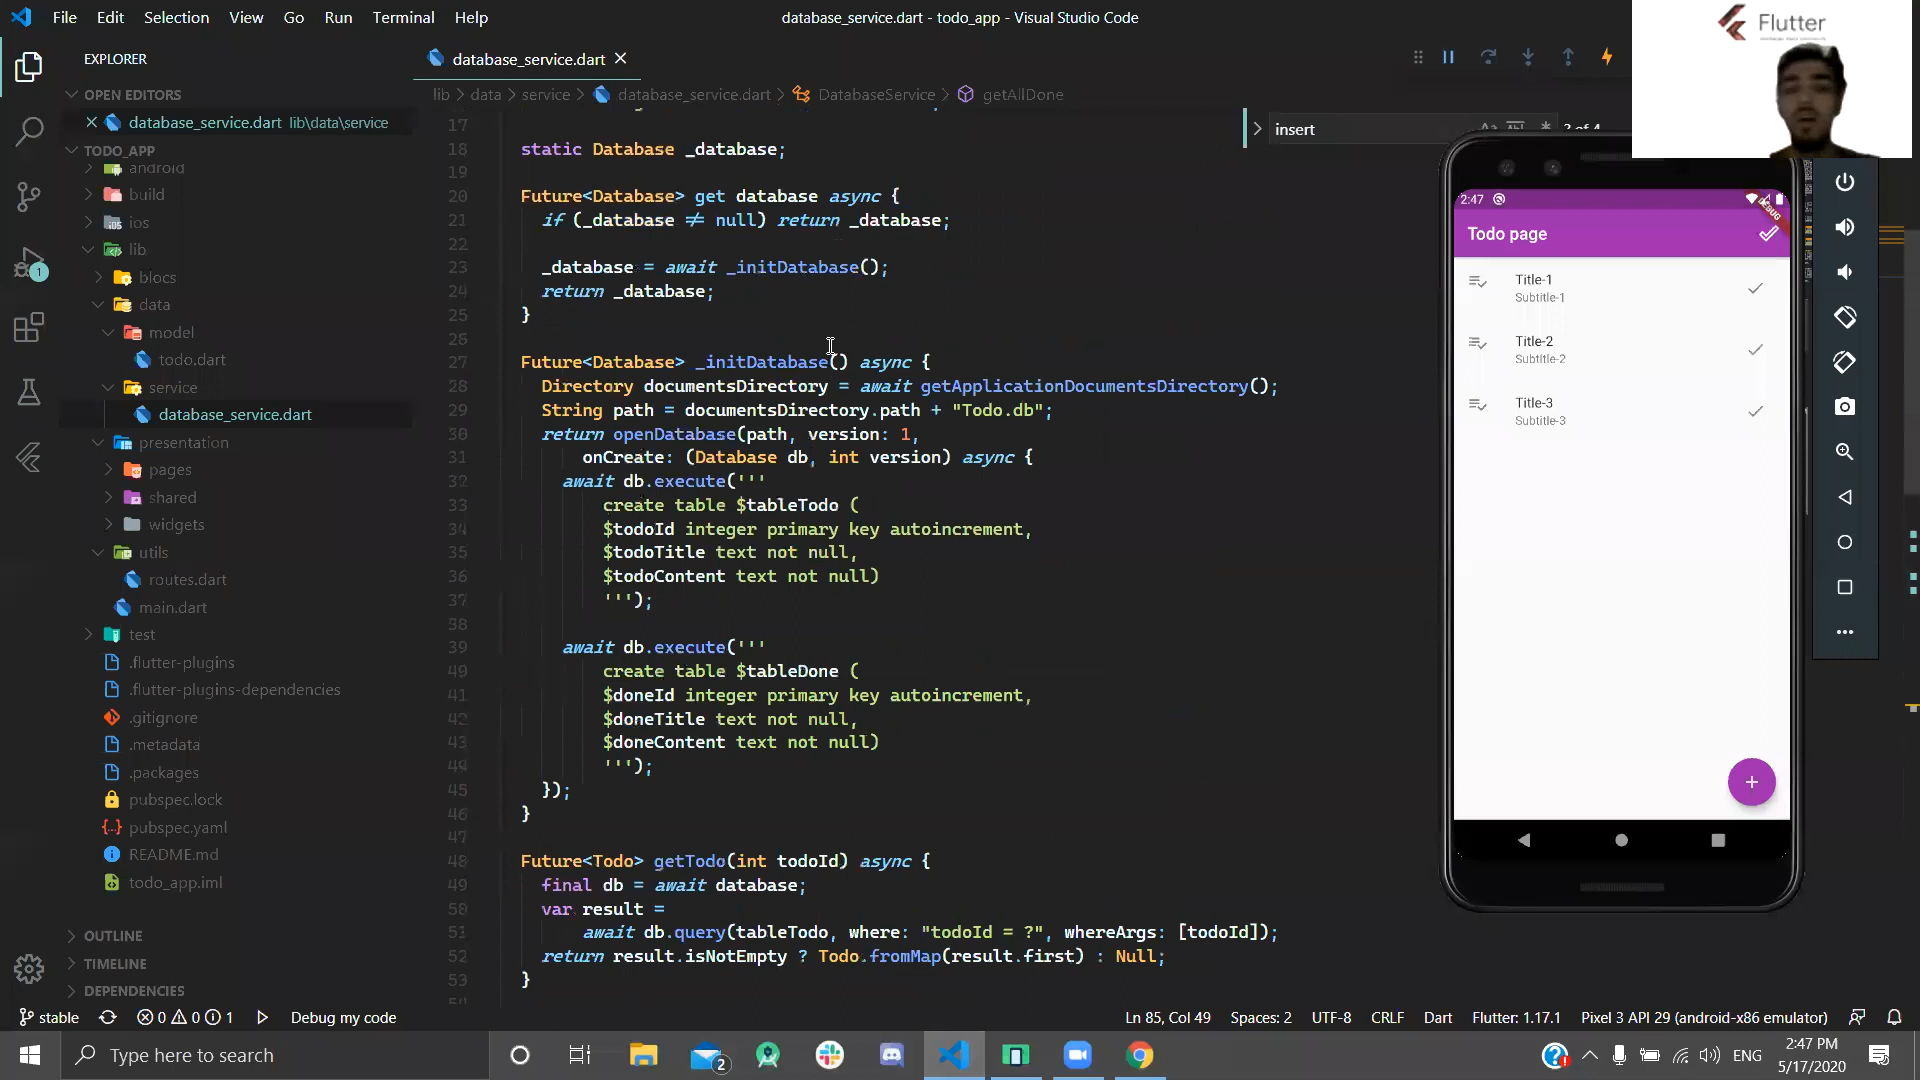 File Edit Selection View Go Run Terminal Help
database_service.dart - todo_app - Visual Studio Code
Flutter
EXPLORER
OPEN EDITORS
database_service.dart lib\data\service
TODO_APP
android
build
ios
lib
blocs
data
model
todo.dart
service
database_service.dart
presentation
pages
shared
widgets
utils
routes.dart
main.dart
test
.flutter-plugins
.flutter-plugins-dependencies
.gitignore
.metadata
.packages
pubspec.lock
pubspec.yaml
README.md
todo_app.iml
OUTLINE
TIMELINE
DEPENDENCIES
1
database_service.dart
lib > data > service > database_service.dart > DatabaseService > getAllDone
insert
Aa Abl * ? of 4
17
18 static Database _database;
19
20 Future<Database> get database async {
21 if (_database ≠ null) return _database;
22
23 _database = await _initDatabase();
24 return _database;
25 }
26
27 Future<Database> _initDatabase() async {
28 Directory documentsDirectory = await getApplicationDocumentsDirectory();
29 String path = documentsDirectory.path + "Todo.db";
30 return openDatabase(path, version: 1,
31 onCreate: (Database db, int version) async {
32 await db.execute('''
33 create table $tableTodo (
34 $todoId integer primary key autoincrement,
35 $todoTitle text not null,
36 $todoContent text not null)
37 ''');
38
39 await db.execute('''
40 create table $tableDone (
41 $doneId integer primary key autoincrement,
42 $doneTitle text not null,
43 $doneContent text not null)
44 ''');
45 });
46 }
47
48 Future<Todo> getTodo(int todoId) async {
49 final db = await database;
50 var result =
51 await db.query(tableTodo, where: "todoId = ?", whereArgs: [todoId]);
52 return result.isNotEmpty ? Todo.fromMap(result.first) : Null;
53 }
54
2:47
DEBUG
Todo page
Title-1
Subtitle-1
Title-2
Subtitle-2
Title-3
Subtitle-3
+
stable 0 0 1 Debug my code
Ln 85, Col 49 Spaces: 2 UTF-8 CRLF Dart Flutter: 1.17.1 Pixel 3 API 29 (android-x86 emulator)
Type here to search
2
ENG
2:47 PM
5/17/2020